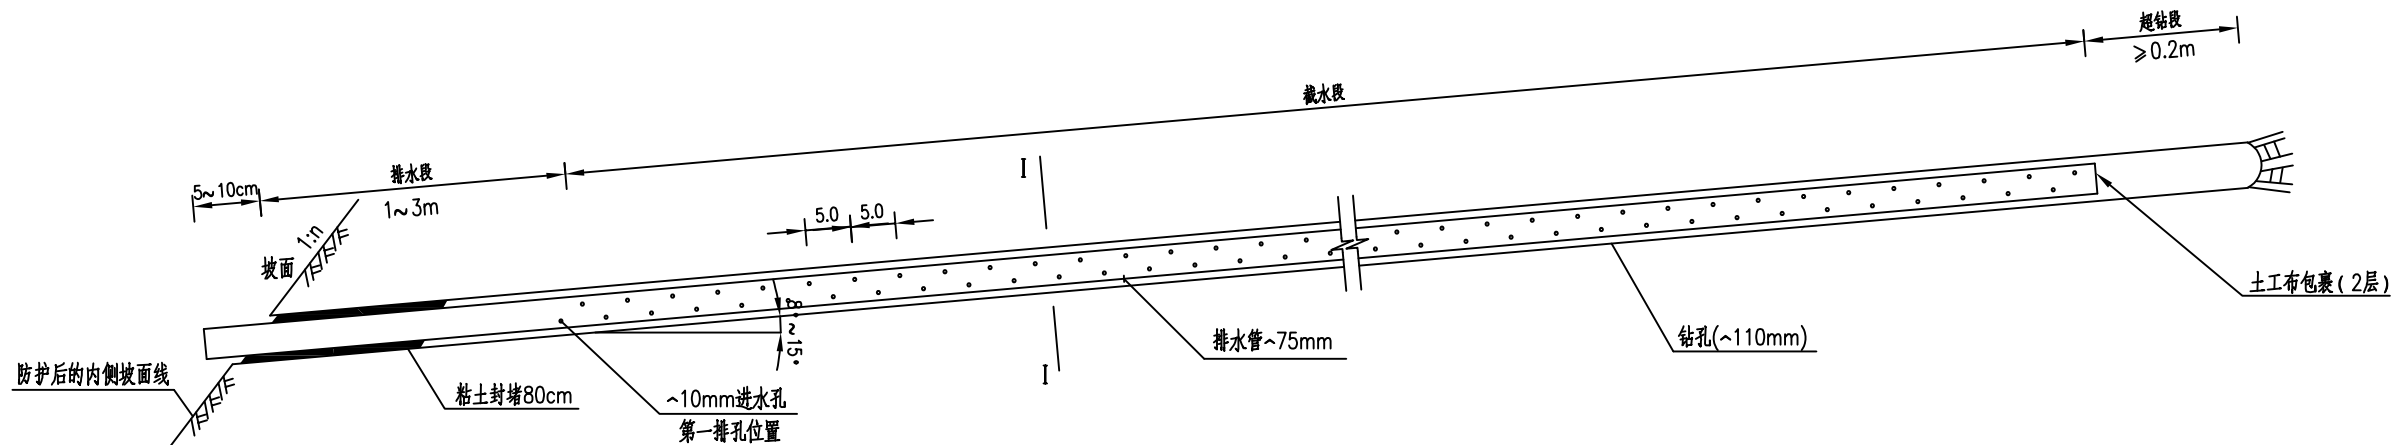 超钻段
≥0.2m
截水段
排水段
5~10cm
1~3m
I
5.0 5.0
1:n
坡面
8°~15°
土工布包裹(2层)
排水管~75mm
钻孔(~110mm)
防护后的内侧坡面线
I
粘土封堵80cm
~10mm进水孔
第一排孔位置